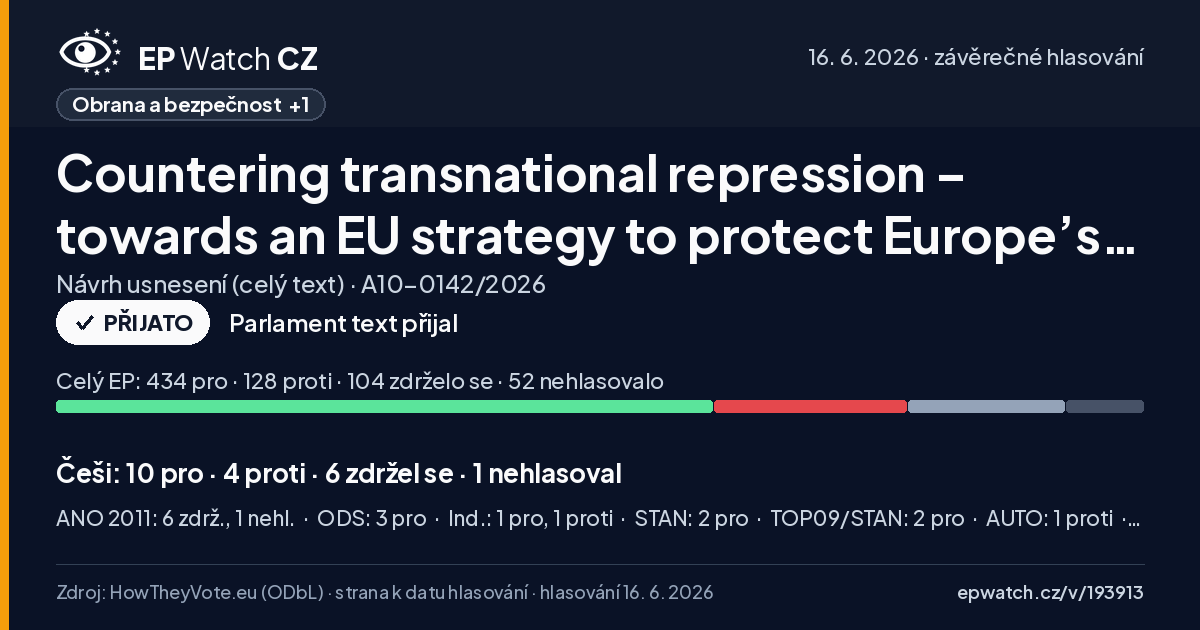 EP Watch CZ
16. 6. 2026 · závěrečné hlasování
Obrana a bezpečnost +1
Countering transnational repression –
towards an EU strategy to protect Europe’s…
Návrh usnesení (celý text) · A10–0142/2026
✓ PŘIJATO Parlament text přijal
Celý EP: 434 pro · 128 proti · 104 zdrželo se · 52 nehlasovalo
Češi: 10 pro · 4 proti · 6 zdržel se · 1 nehlasoval
ANO 2011: 6 zdrž., 1 nehl. · ODS: 3 pro · Ind.: 1 pro, 1 proti · STAN: 2 pro · TOP09/STAN: 2 pro · AUTO: 1 proti ·…
Zdroj: HowTheyVote.eu (ODbL) · strana k datu hlasování · hlasování 16. 6. 2026
epwatch.cz/v/193913